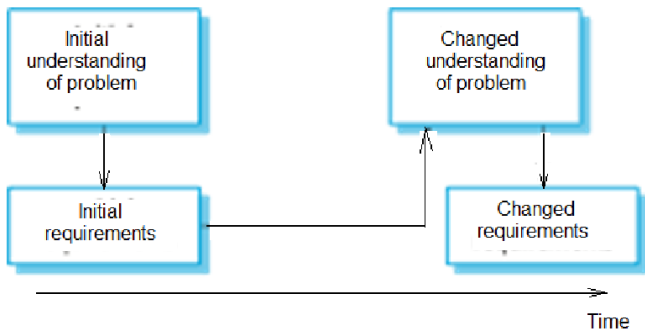 Initial
understanding
of problem
Changed
understanding
of problem
Initial
requirements
Changed
requirements
Time